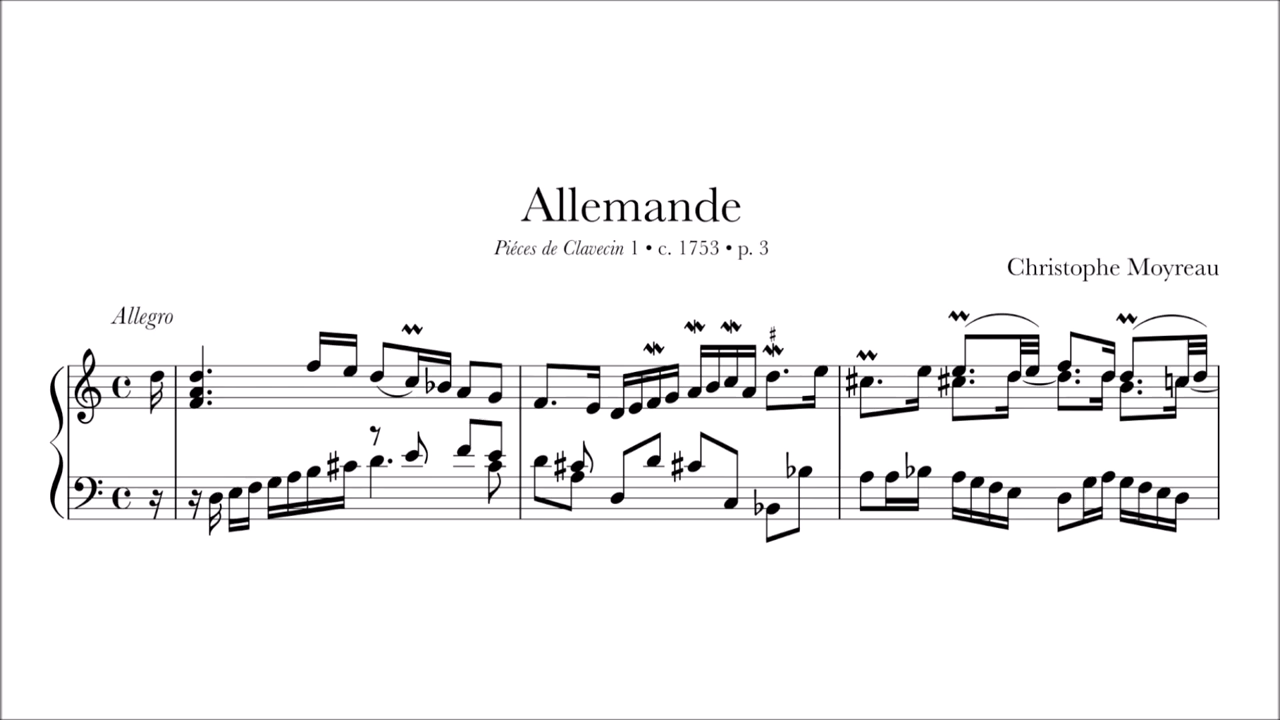 Allemande
Piéces de Clavecin 1 • c. 1753 • p. 3
Christophe Moyreau
Allegro